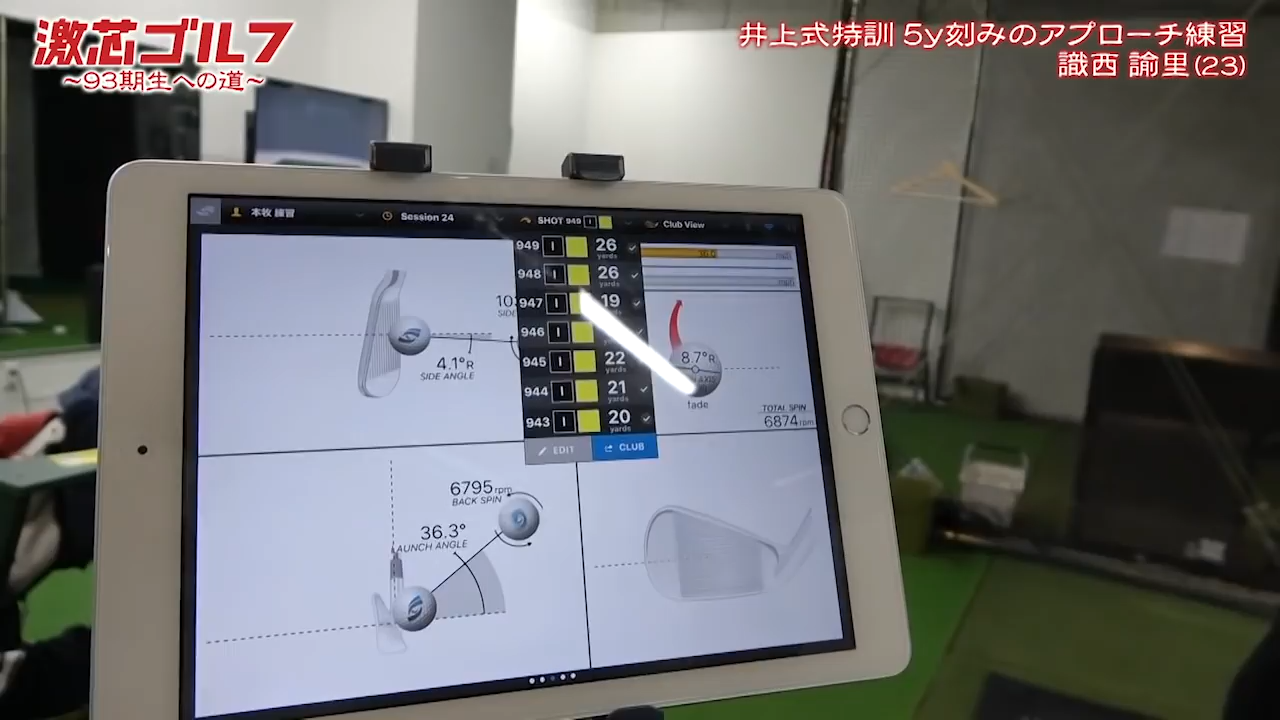 激芯ゴルフ
～93期生への道～
井上式特訓 5y刻みのアプローチ練習
識西 諭里(23)
本牧 練習
Session 24
SHOT 949
Club View
949 I 26 yards
948 I 26 yards
947 I 19
946 I
945 I 22 yards
944 I 21 yards
943 I 20 yards
EDIT
CLUB
mph
mph
4.1°R
SIDE ANGLE
8.7°R
fade
TOTAL SPIN
6874 rpm
6795 rpm
BACK SPIN
36.3°
LAUNCH ANGLE